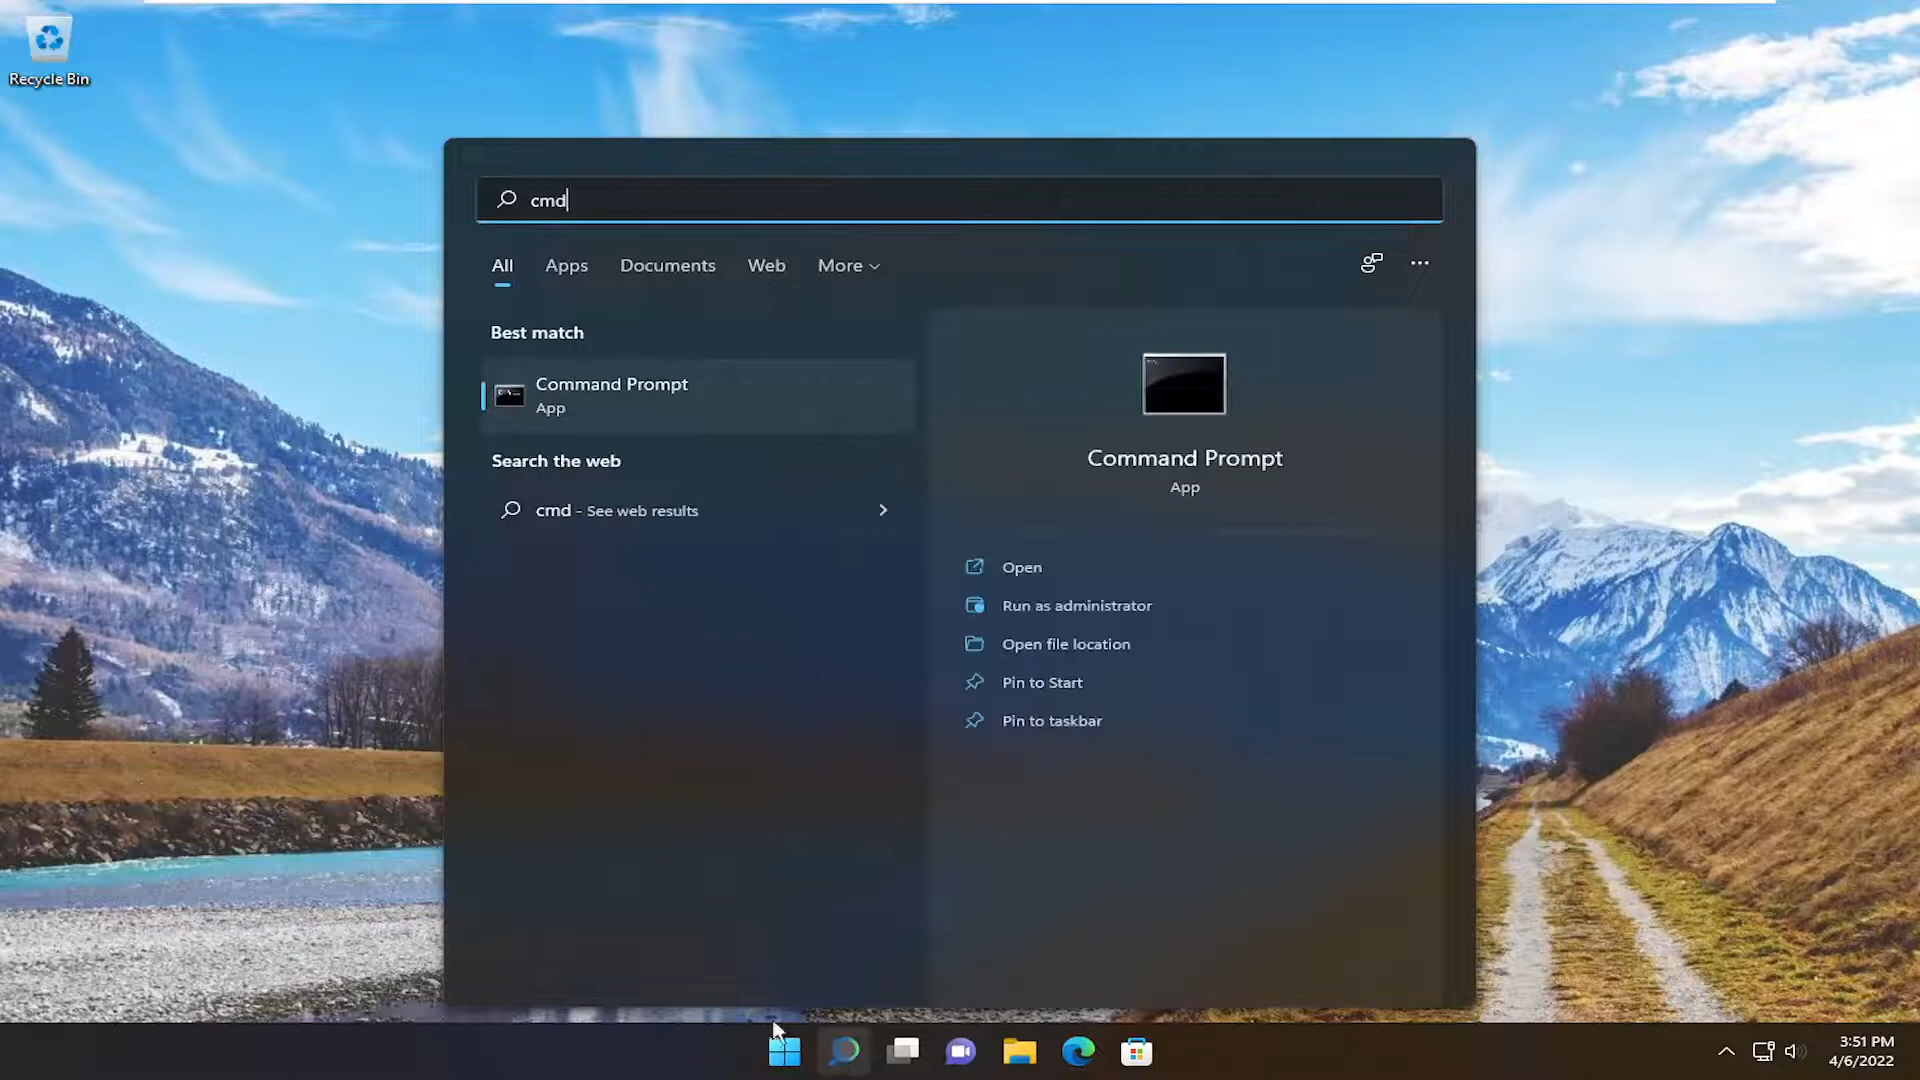 Recycle Bin
cmd
All Apps Documents Web More
Best match
Command Prompt
App
Search the web
cmd - See web results
Command Prompt
App
Open
Run as administrator
Open file location
Pin to Start
Pin to taskbar
3:51 PM
4/6/2022